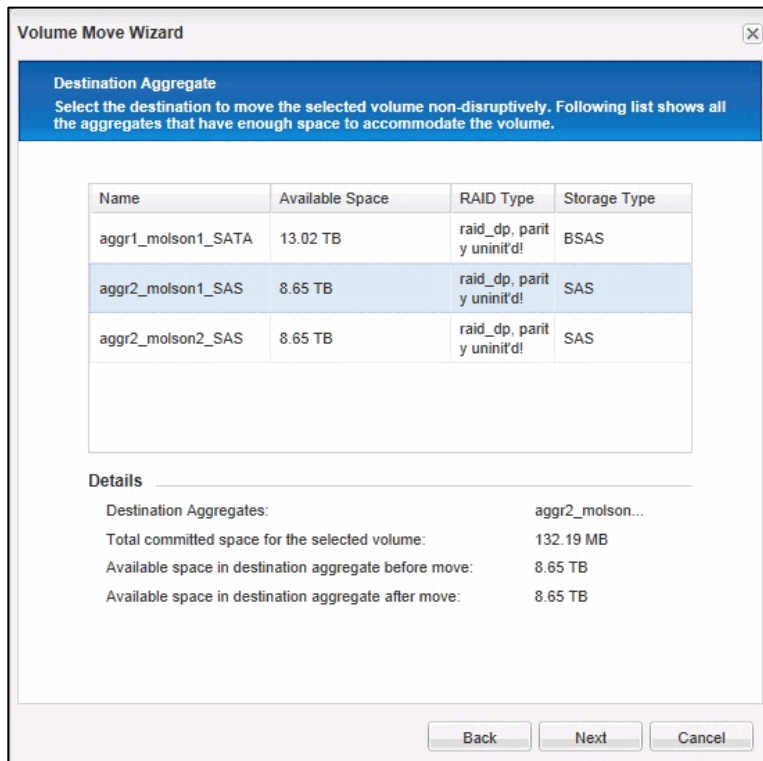 Volume Move Wizard
Destination Aggregate
Select the destination to move the selected volume non-disruptively. Following list shows all
the aggregates that have enough space to accommodate the volume.
Name Available Space RAID Type Storage Type
aggr1_molson1_SATA 13.02 TB raid_dp, parit BSAS
y uninit'd!
aggr2_molson1_SAS 8.65 TB raid_dp, parit SAS
y uninit'd!
aggr2_molson2_SAS 8.65 TB raid_dp, parit SAS
y uninit'd!
Details
Destination Aggregates: aggr2_molson...
Total committed space for the selected volume: 132.19 MB
Available space in destination aggregate before move: 8.65 TB
Available space in destination aggregate after move: 8.65 TB
Back Next Cancel